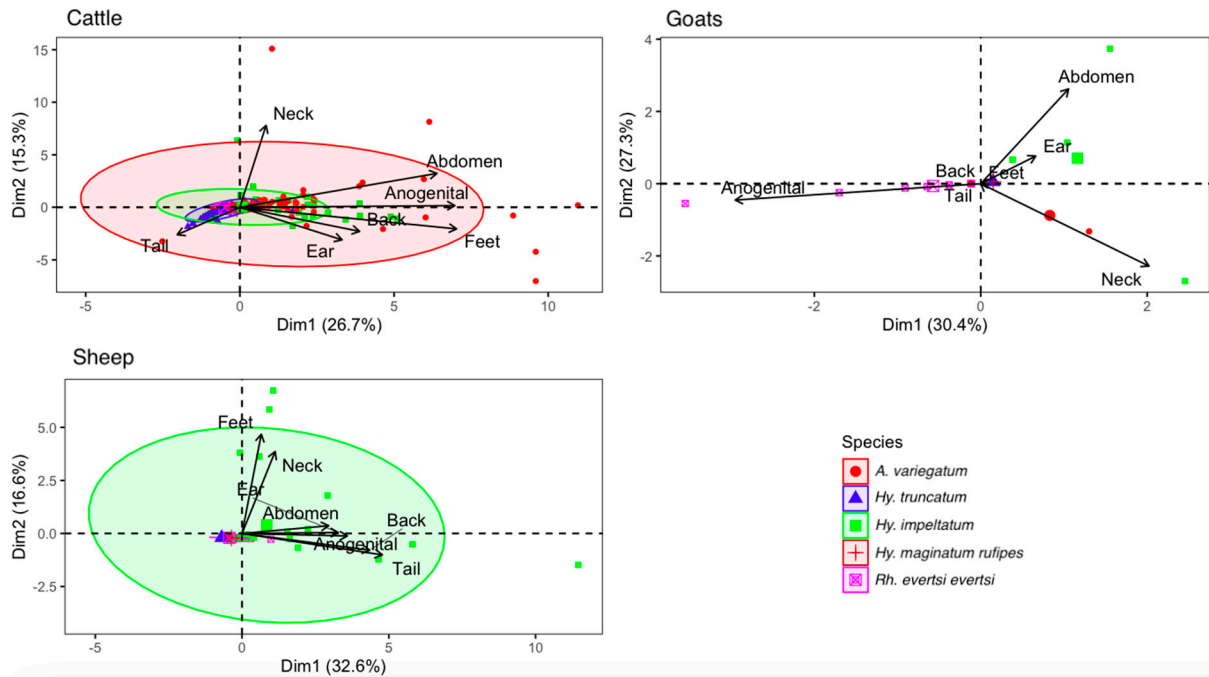 Cattle
Goats
15
10
5
0
-5
Dim2 (15.3%)
Neck
Abdomen
Anogenital
Back
Feet
Ear
Tail
-5
0
5
10
Dim1 (26.7%)
4
2
0
-2
Dim2 (27.3%)
Abdomen
Ear
Back
Feet
Anogenital
Tail
Neck
-2
0
2
Dim1 (30.4%)
Sheep
5.0
2.5
0.0
-2.5
Dim2 (16.6%)
Feet
Neck
Ear
Abdomen
Back
Anogenital
Tail
-5
0
5
10
Dim1 (32.6%)
Species
A. variegatum
Hy. truncatum
Hy. impeltatum
Hy. maginatum rufipes
Rh. evertsi evertsi